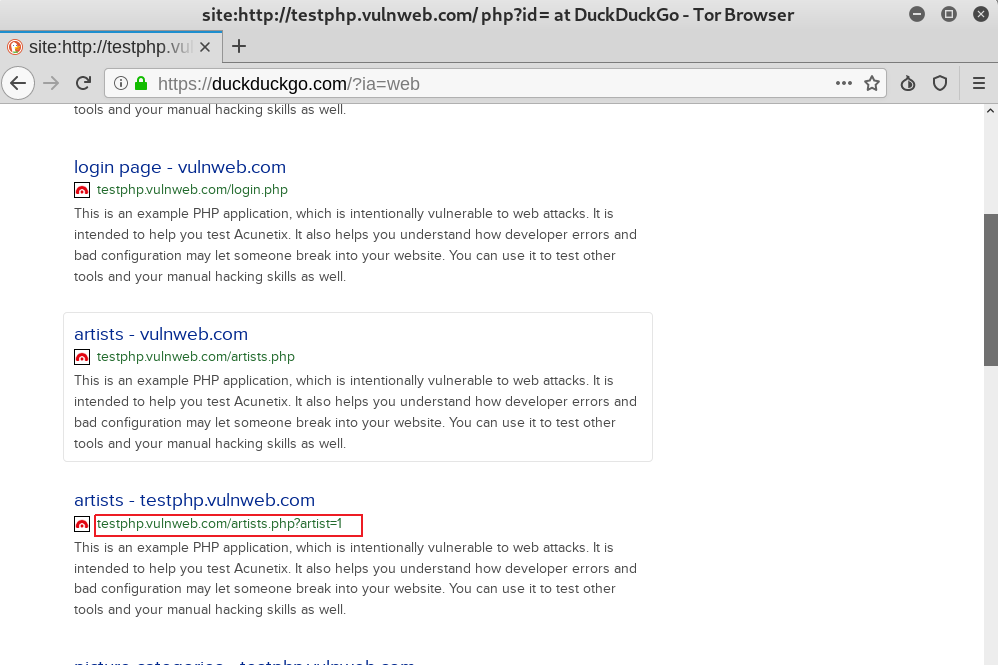 site:http://testphp.vulnweb.com/ php?id= at DuckDuckGo - Tor Browser
site:http://testphp.vul
https://duckduckgo.com/?ia=web
tools and your manual hacking skills as well.
login page - vulnweb.com
testphp.vulnweb.com/login.php
This is an example PHP application, which is intentionally vulnerable to web attacks. It is
intended to help you test Acunetix. It also helps you understand how developer errors and
bad configuration may let someone break into your website. You can use it to test other
tools and your manual hacking skills as well.
artists - vulnweb.com
testphp.vulnweb.com/artists.php
This is an example PHP application, which is intentionally vulnerable to web attacks. It is
intended to help you test Acunetix. It also helps you understand how developer errors and
bad configuration may let someone break into your website. You can use it to test other
tools and your manual hacking skills as well.
artists - testphp.vulnweb.com
testphp.vulnweb.com/artists.php?artist=1
This is an example PHP application, which is intentionally vulnerable to web attacks. It is
intended to help you test Acunetix. It also helps you understand how developer errors and
bad configuration may let someone break into your website. You can use it to test other
tools and your manual hacking skills as well.
picture categories - testphp.vulnweb.com